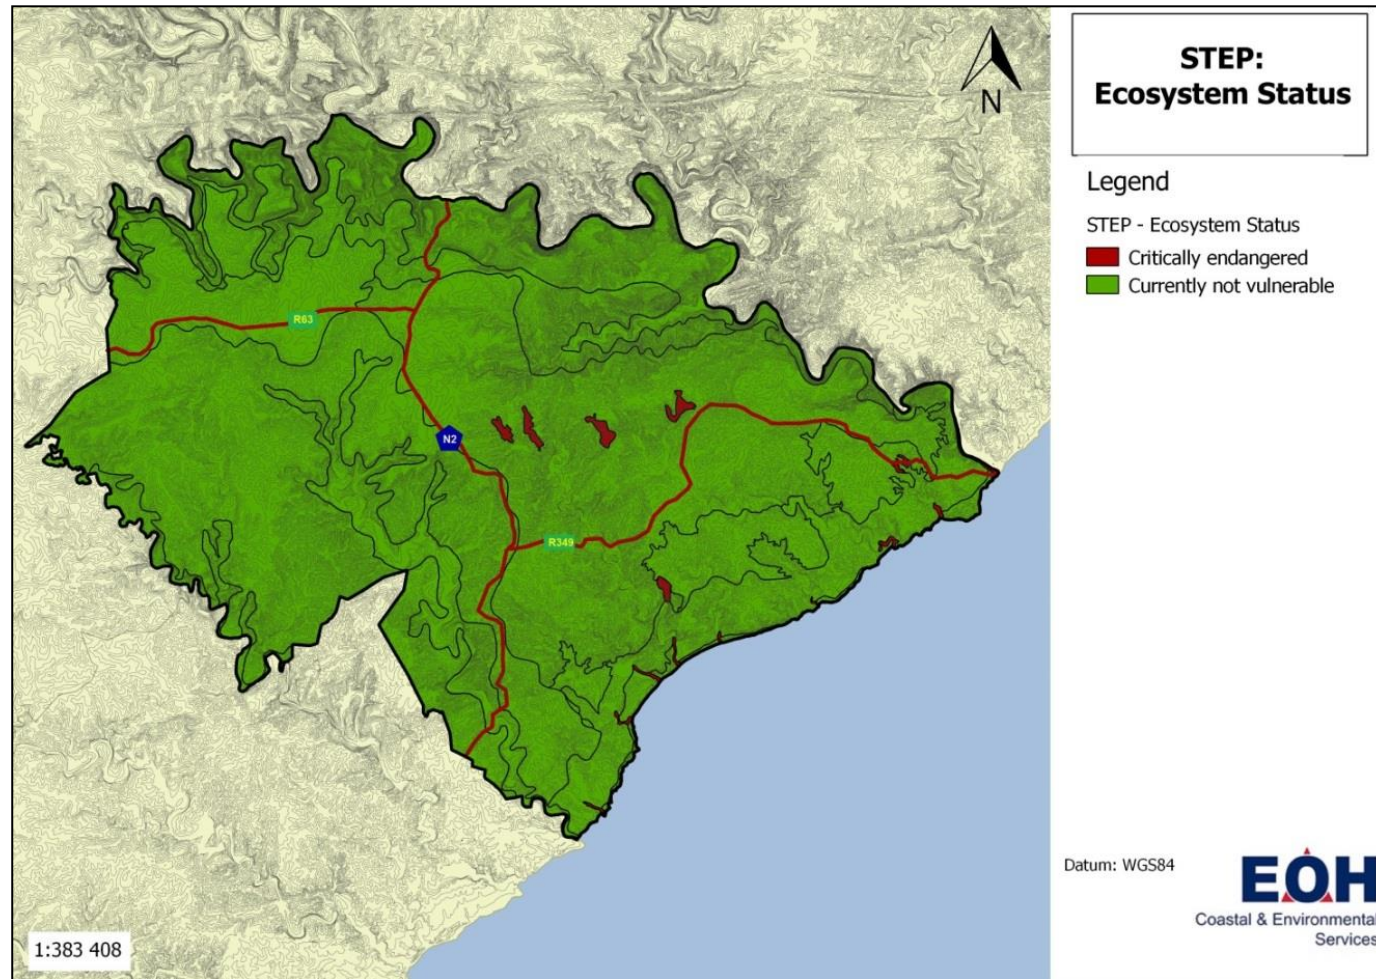 STEP:
Ecosystem Status
N
Legend
STEP - Ecosystem Status
Critically endangered
Currently not vulnerable
R63
N2
R349
Datum: WGS84
EOH
Coastal & Environmental
Services
1:383 408